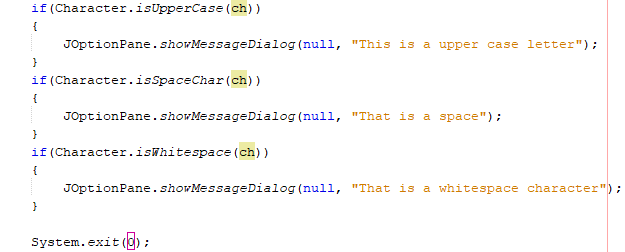 if(Character.isUpperCase(ch))
{
    JOptionPane.showMessageDialog(null, "This is a upper case letter");
}
if(Character.isSpaceChar(ch))
{
    JOptionPane.showMessageDialog(null, "That is a space");
}
if(Character.isWhitespace(ch))
{
    JOptionPane.showMessageDialog(null, "That is a whitespace character");
}

System.exit(0);